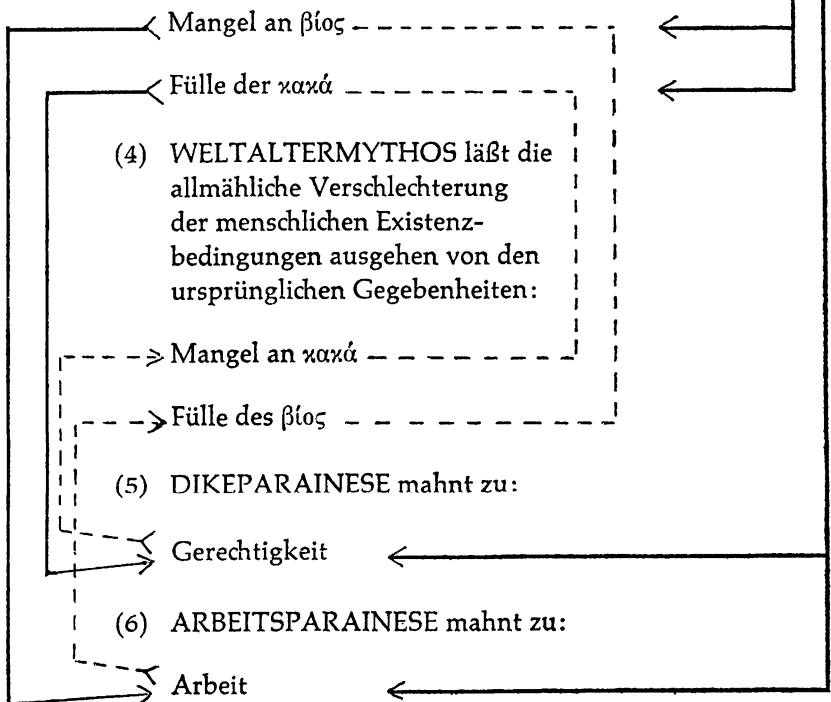 Mangel an βίος
Fülle der κακά
(4) WELTALTERMYTHOS läßt die
allmähliche Verschlechterung
der menschlichen Existenz-
bedingungen ausgehen von den
ursprünglichen Gegebenheiten:
Mangel an κακά
Fülle des βίος
(5) DIKEPARAINESE mahnt zu:
Gerechtigkeit
(6) ARBEITSPARAINESE mahnt zu:
Arbeit